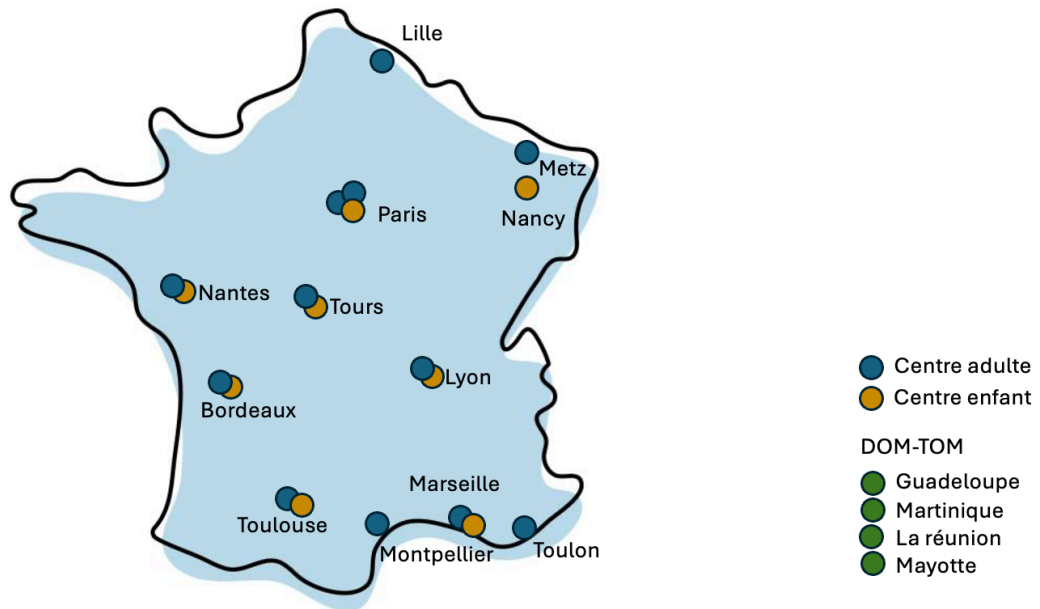 Lille
Metz
Nancy
Paris
Nantes
Tours
Lyon
Bordeaux
Marseille
Toulouse
Montpellier
Toulon
Centre adulte
Centre enfant
DOM-TOM
Guadeloupe
Martinique
La réunion
Mayotte